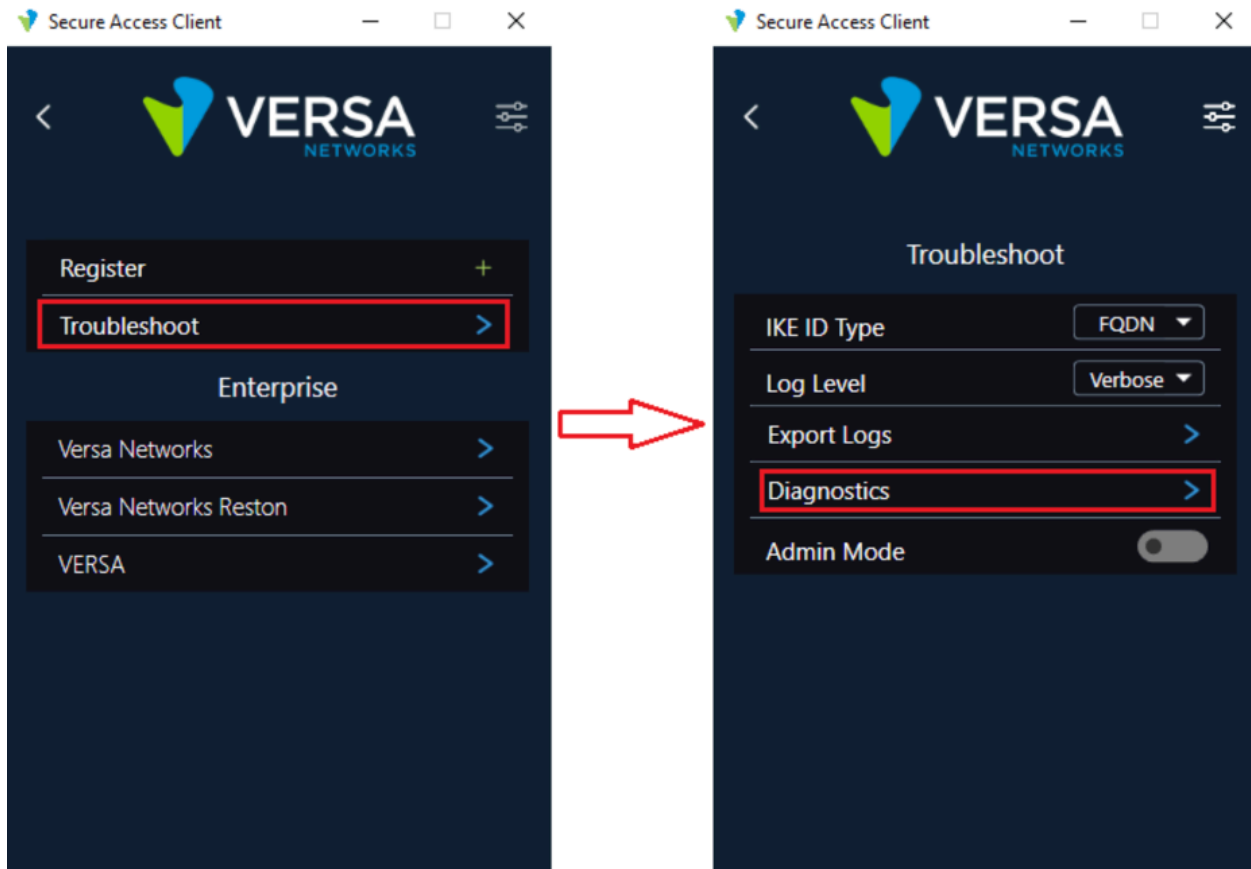 Secure Access Client
VERSA
NETWORKS
Register
Troubleshoot
Enterprise
Versa Networks
Versa Networks Reston
VERSA
Secure Access Client
VERSA
NETWORKS
Troubleshoot
IKE ID Type FQDN
Log Level Verbose
Export Logs
Diagnostics
Admin Mode